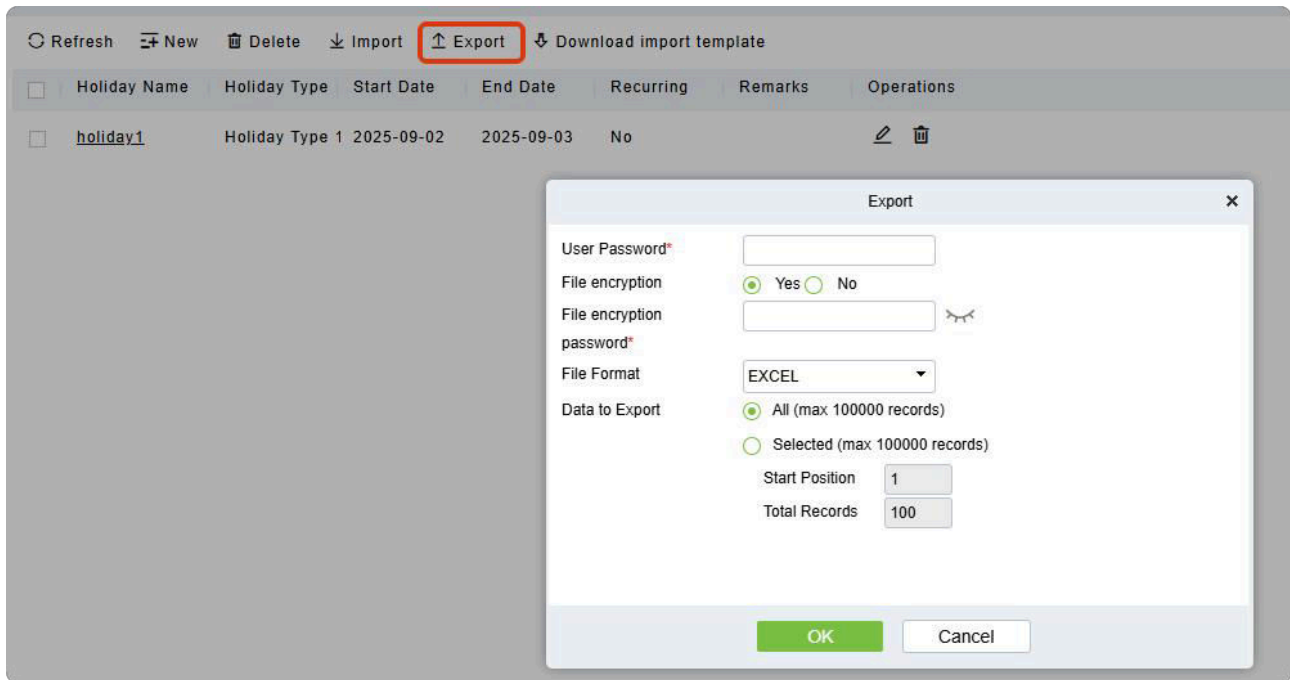 Refresh New Delete Import Export Download import template
Holiday Name Holiday Type Start Date End Date Recurring Remarks Operations
holiday1 Holiday Type 1 2025-09-02 2025-09-03 No
Export
User Password*
File encryption Yes No
File encryption
password*
File Format EXCEL
Data to Export All (max 100000 records)
Selected (max 100000 records)
Start Position 1
Total Records 100
OK Cancel